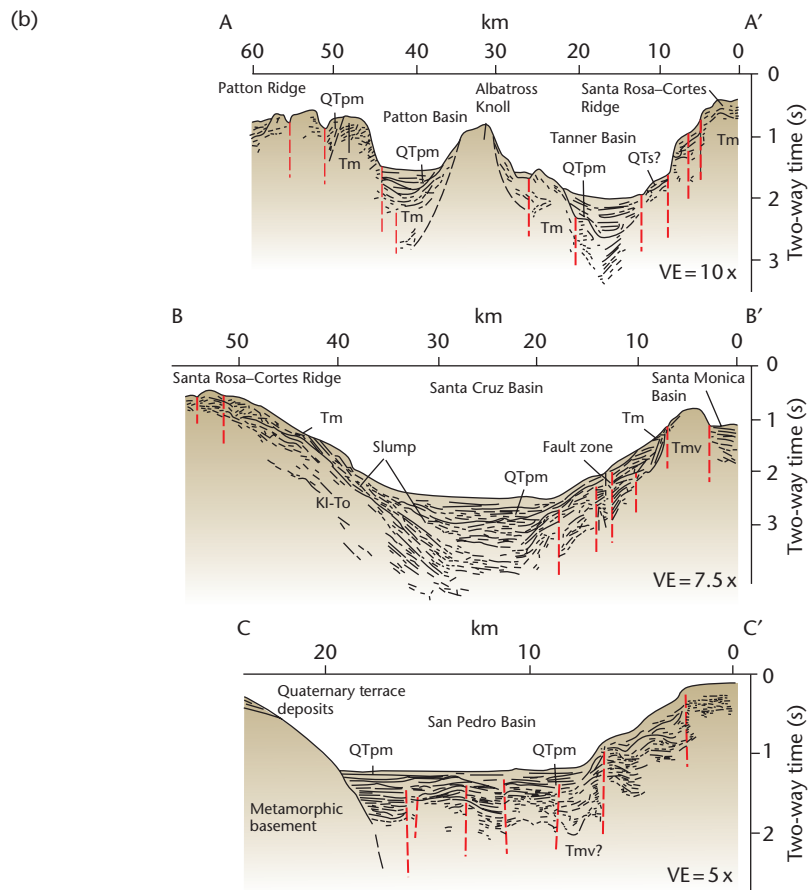 (b)
A km A′
60 50 40 30 20 10 0
Patton Ridge
QTpm
Patton Basin
Albatross
Knoll
Santa Rosa–Cortes
Ridge
Tanner Basin
QTpm
QTpm
QTs?
Tm
Tm
Tm
Tm
0
1
2
3
Two-way time (s)
VE = 10 x
B km B′
50 40 30 20 10 0
Santa Rosa–Cortes Ridge
Santa Cruz Basin
Santa Monica
Basin
Tm
Slump
Fault zone
Tm
Tmv
QTpm
KI-To
0
1
2
3
Two-way time (s)
VE = 7.5 x
C km C′
20 10 0
Quaternary terrace
deposits
San Pedro Basin
QTpm
QTpm
Metamorphic
basement
Tmv?
0
1
2
Two-way time (s)
VE = 5 x